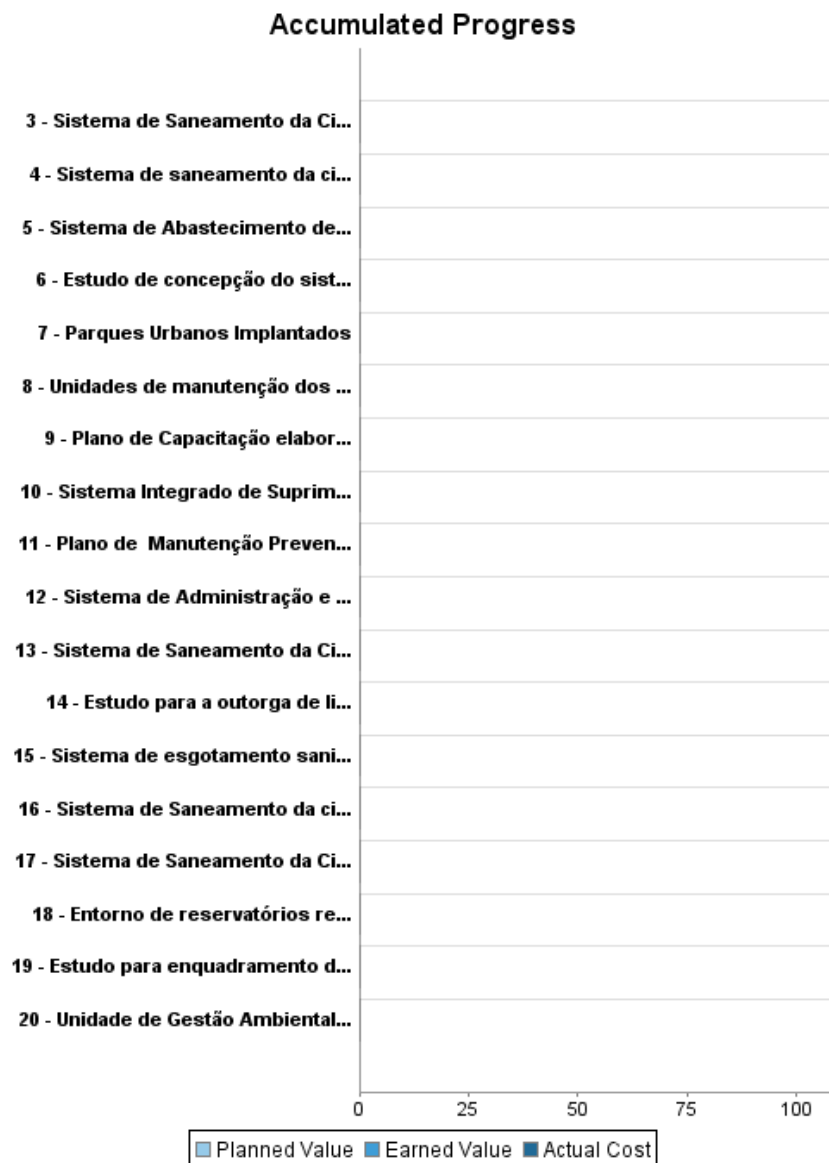 Accumulated Progress
3 - Sistema de Saneamento da Ci...
4 - Sistema de saneamento da ci...
5 - Sistema de Abastecimento de...
6 - Estudo de concepção do sist...
7 - Parques Urbanos Implantados
8 - Unidades de manutenção dos ...
9 - Plano de Capacitação elabor...
10 - Sistema Integrado de Suprim...
11 - Plano de  Manutenção Preven...
12 - Sistema de Administração e ...
13 - Sistema de Saneamento da Ci...
14 - Estudo para a outorga de li...
15 - Sistema de esgotamento sani...
16 - Sistema de Saneamento da ci...
17 - Sistema de Saneamento da Ci...
18 - Entorno de reservatórios re...
19 - Estudo para enquadramento d...
20 - Unidade de Gestão Ambiental...
0 25 50 75 100
Planned Value Earned Value Actual Cost